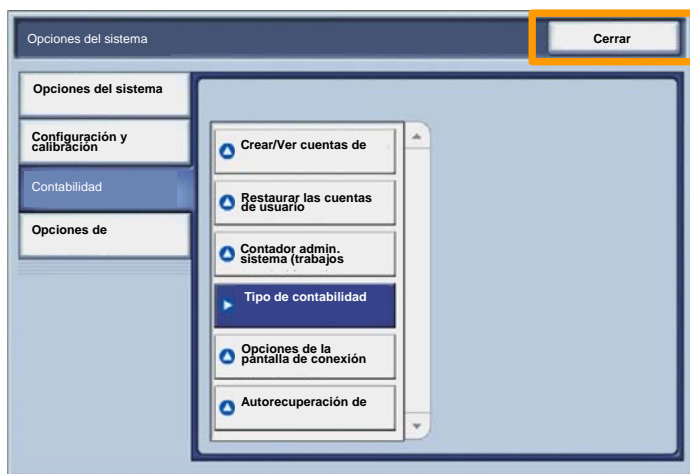 Opciones del sistema
Cerrar
Opciones del sistema
Configuración y
calibración
Contabilidad
Opciones de
Crear/Ver cuentas de
Restaurar las cuentas
de usuario
Contador admin.
sistema (trabajos
Tipo de contabilidad
Opciones de la
pantalla de conexión
Autorecuperación de